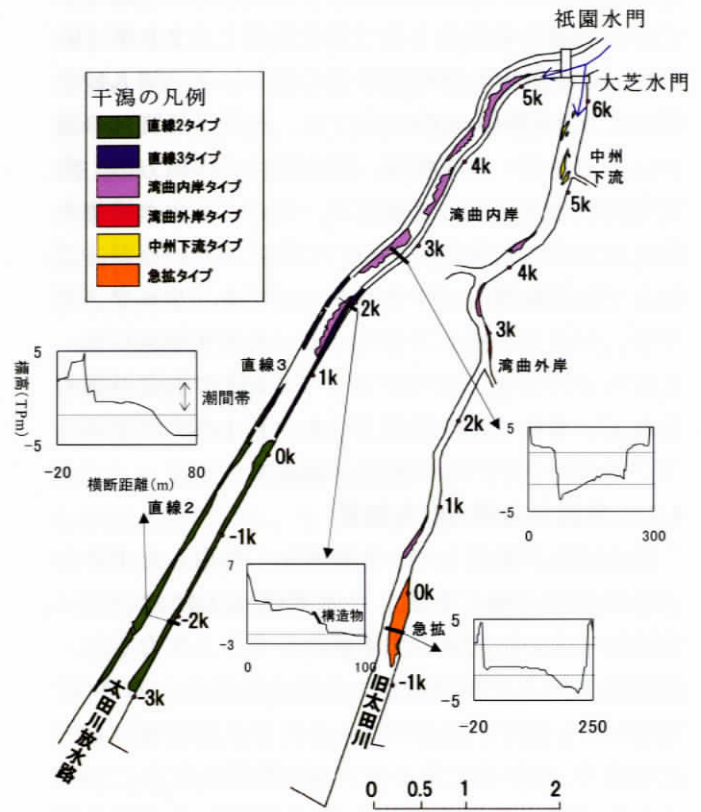 祇園水門
大芝水門
干潟の凡例
直線2タイプ
直線3タイプ
湾曲内岸タイプ
湾曲外岸タイプ
中州下流タイプ
急拡タイプ
5k
6k
中州
下流
4k
5k
湾曲内岸
3k
4k
2k
3k
湾曲外岸
直線3
1k
2k
0k
1k
-1k
0k
-2k
急拡
-3k
-1k
5
標高(TPm)
潮間帯
-5
-20
80
横断距離(m)
直線2
7
構造物
-3
0
100
5
-5
0
300
5
-5
-20
250
太田川放水路
旧太田川
0 0.5 1 2